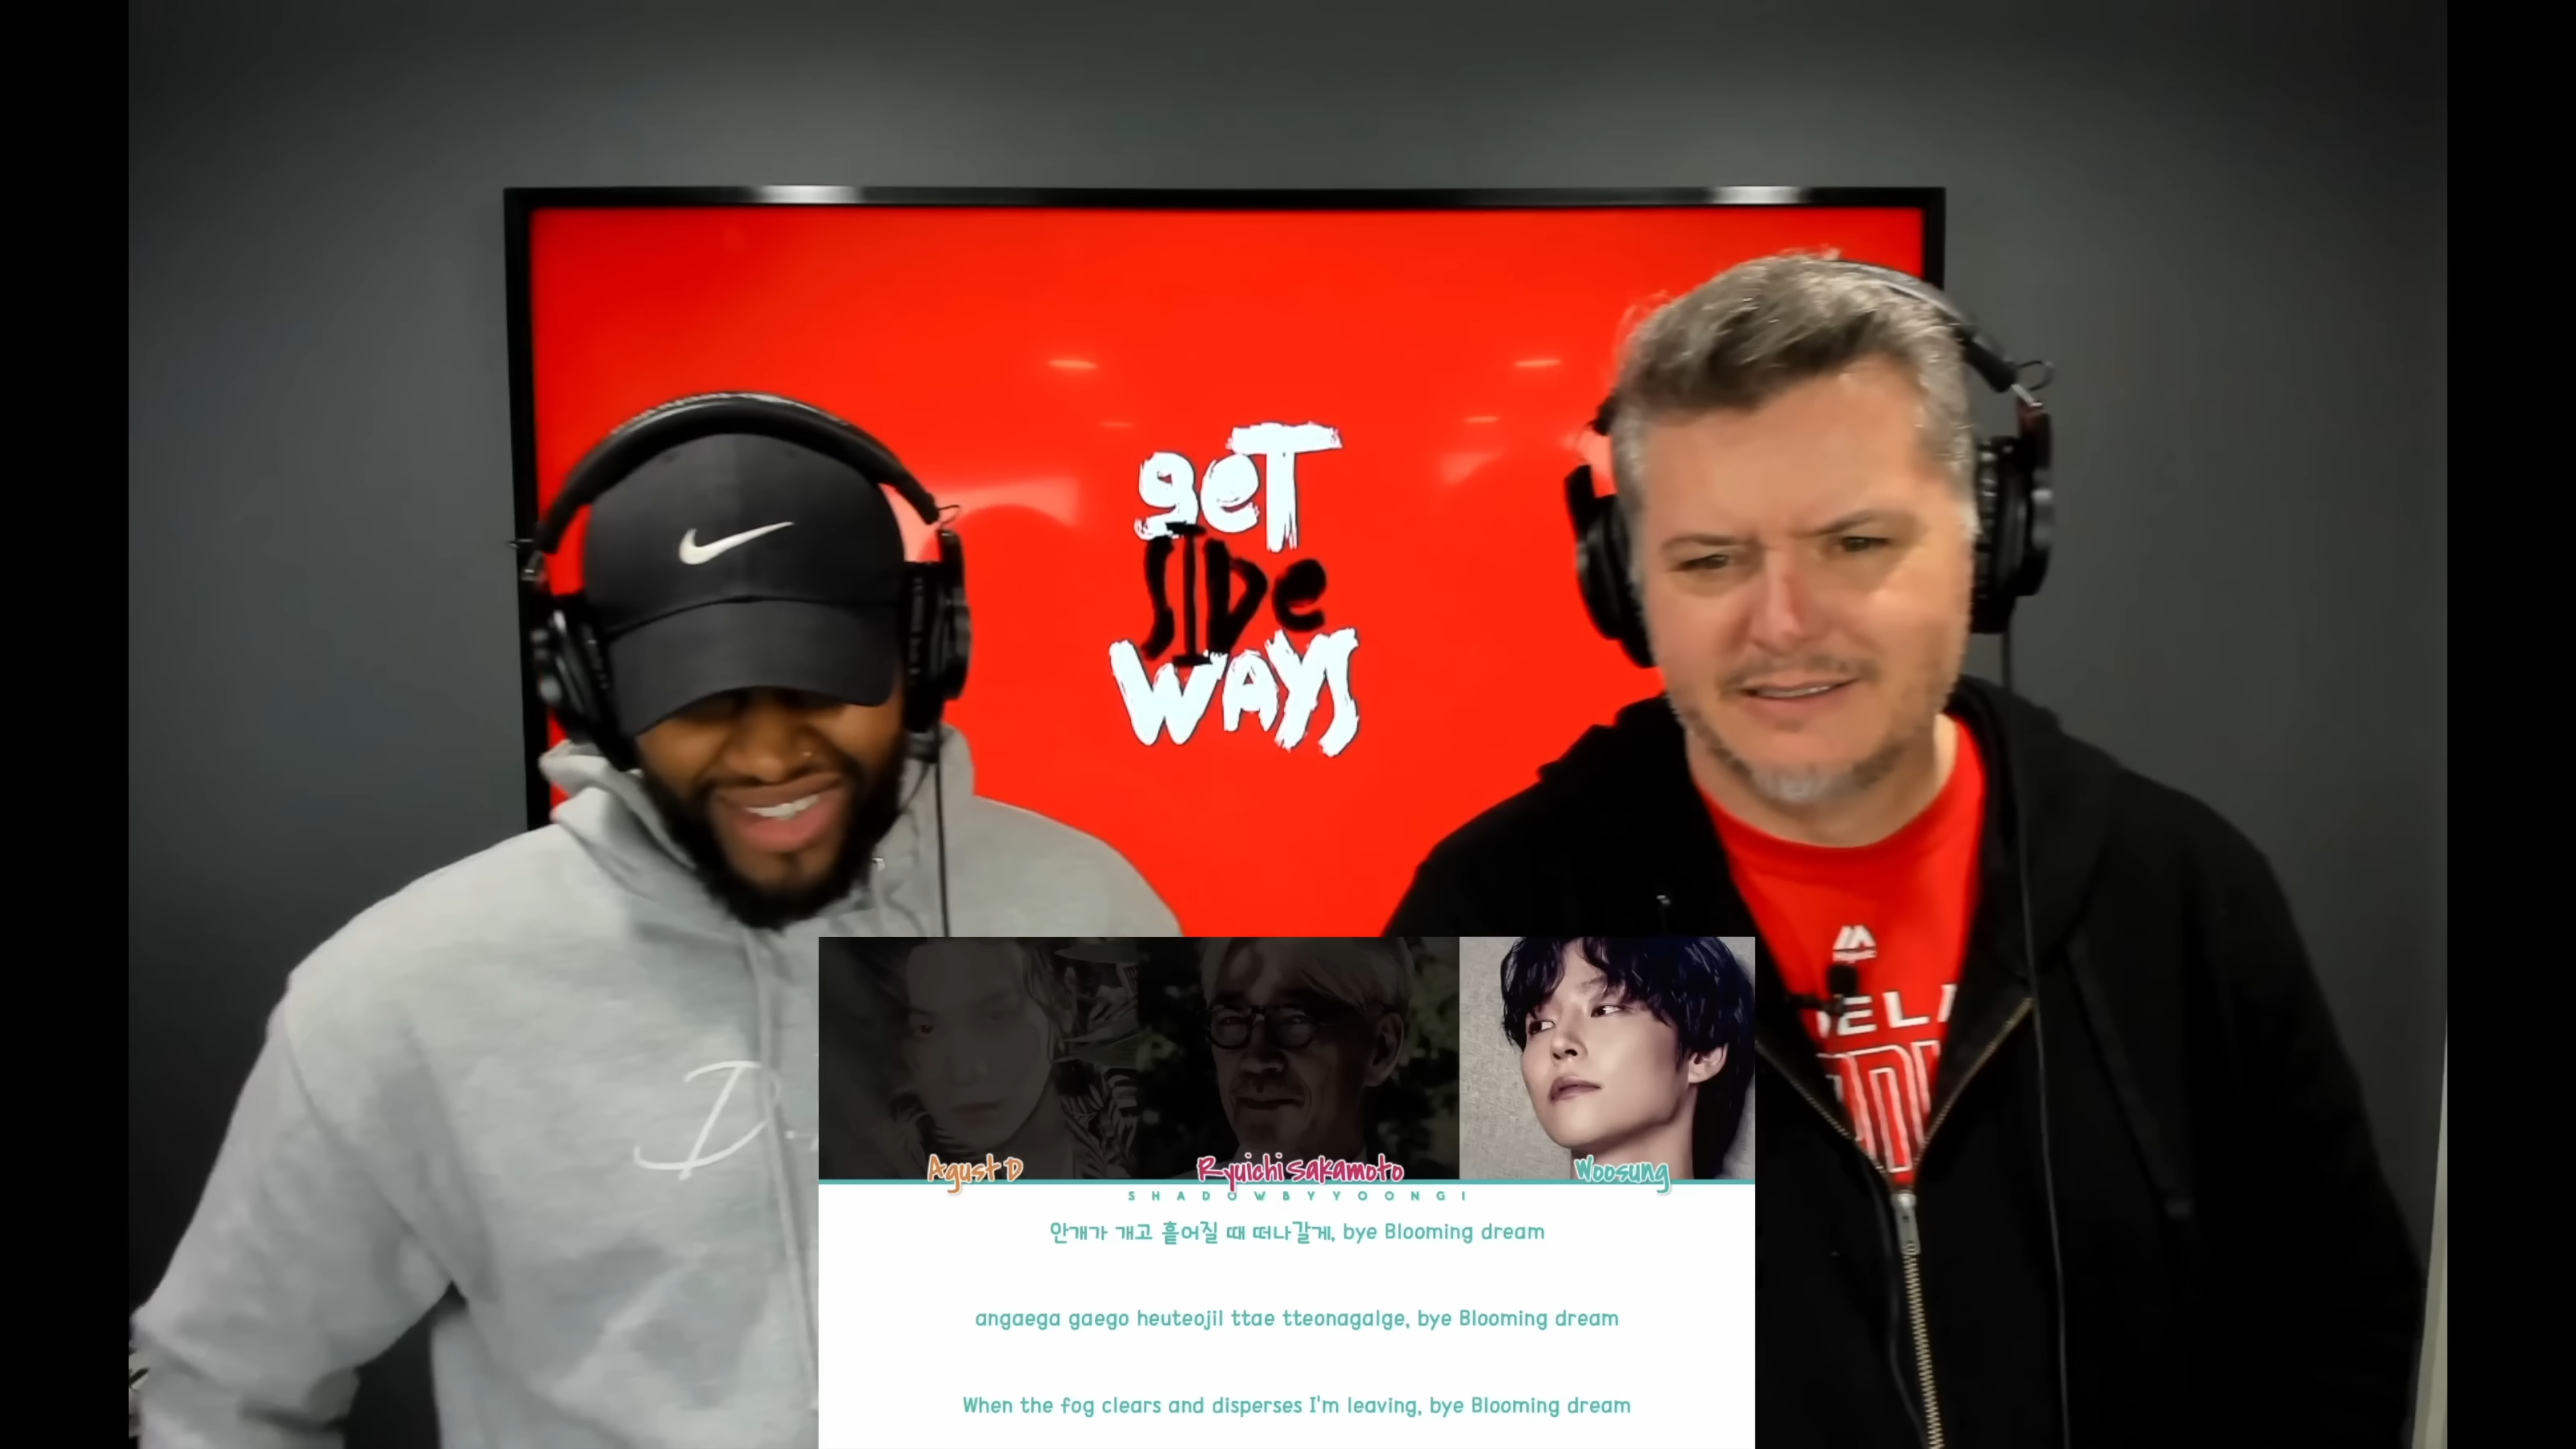 geT
SIDe
WAYS
Agust D
Ryuichi Sakamoto
Woosung
SHADOWBYYOONGI
안개가 개고 흩어질 때 떠나갈게, bye Blooming dream
angaega gaego heuteojil ttae tteonagalge, bye Blooming dream
When the fog clears and disperses I'm leaving, bye Blooming dream